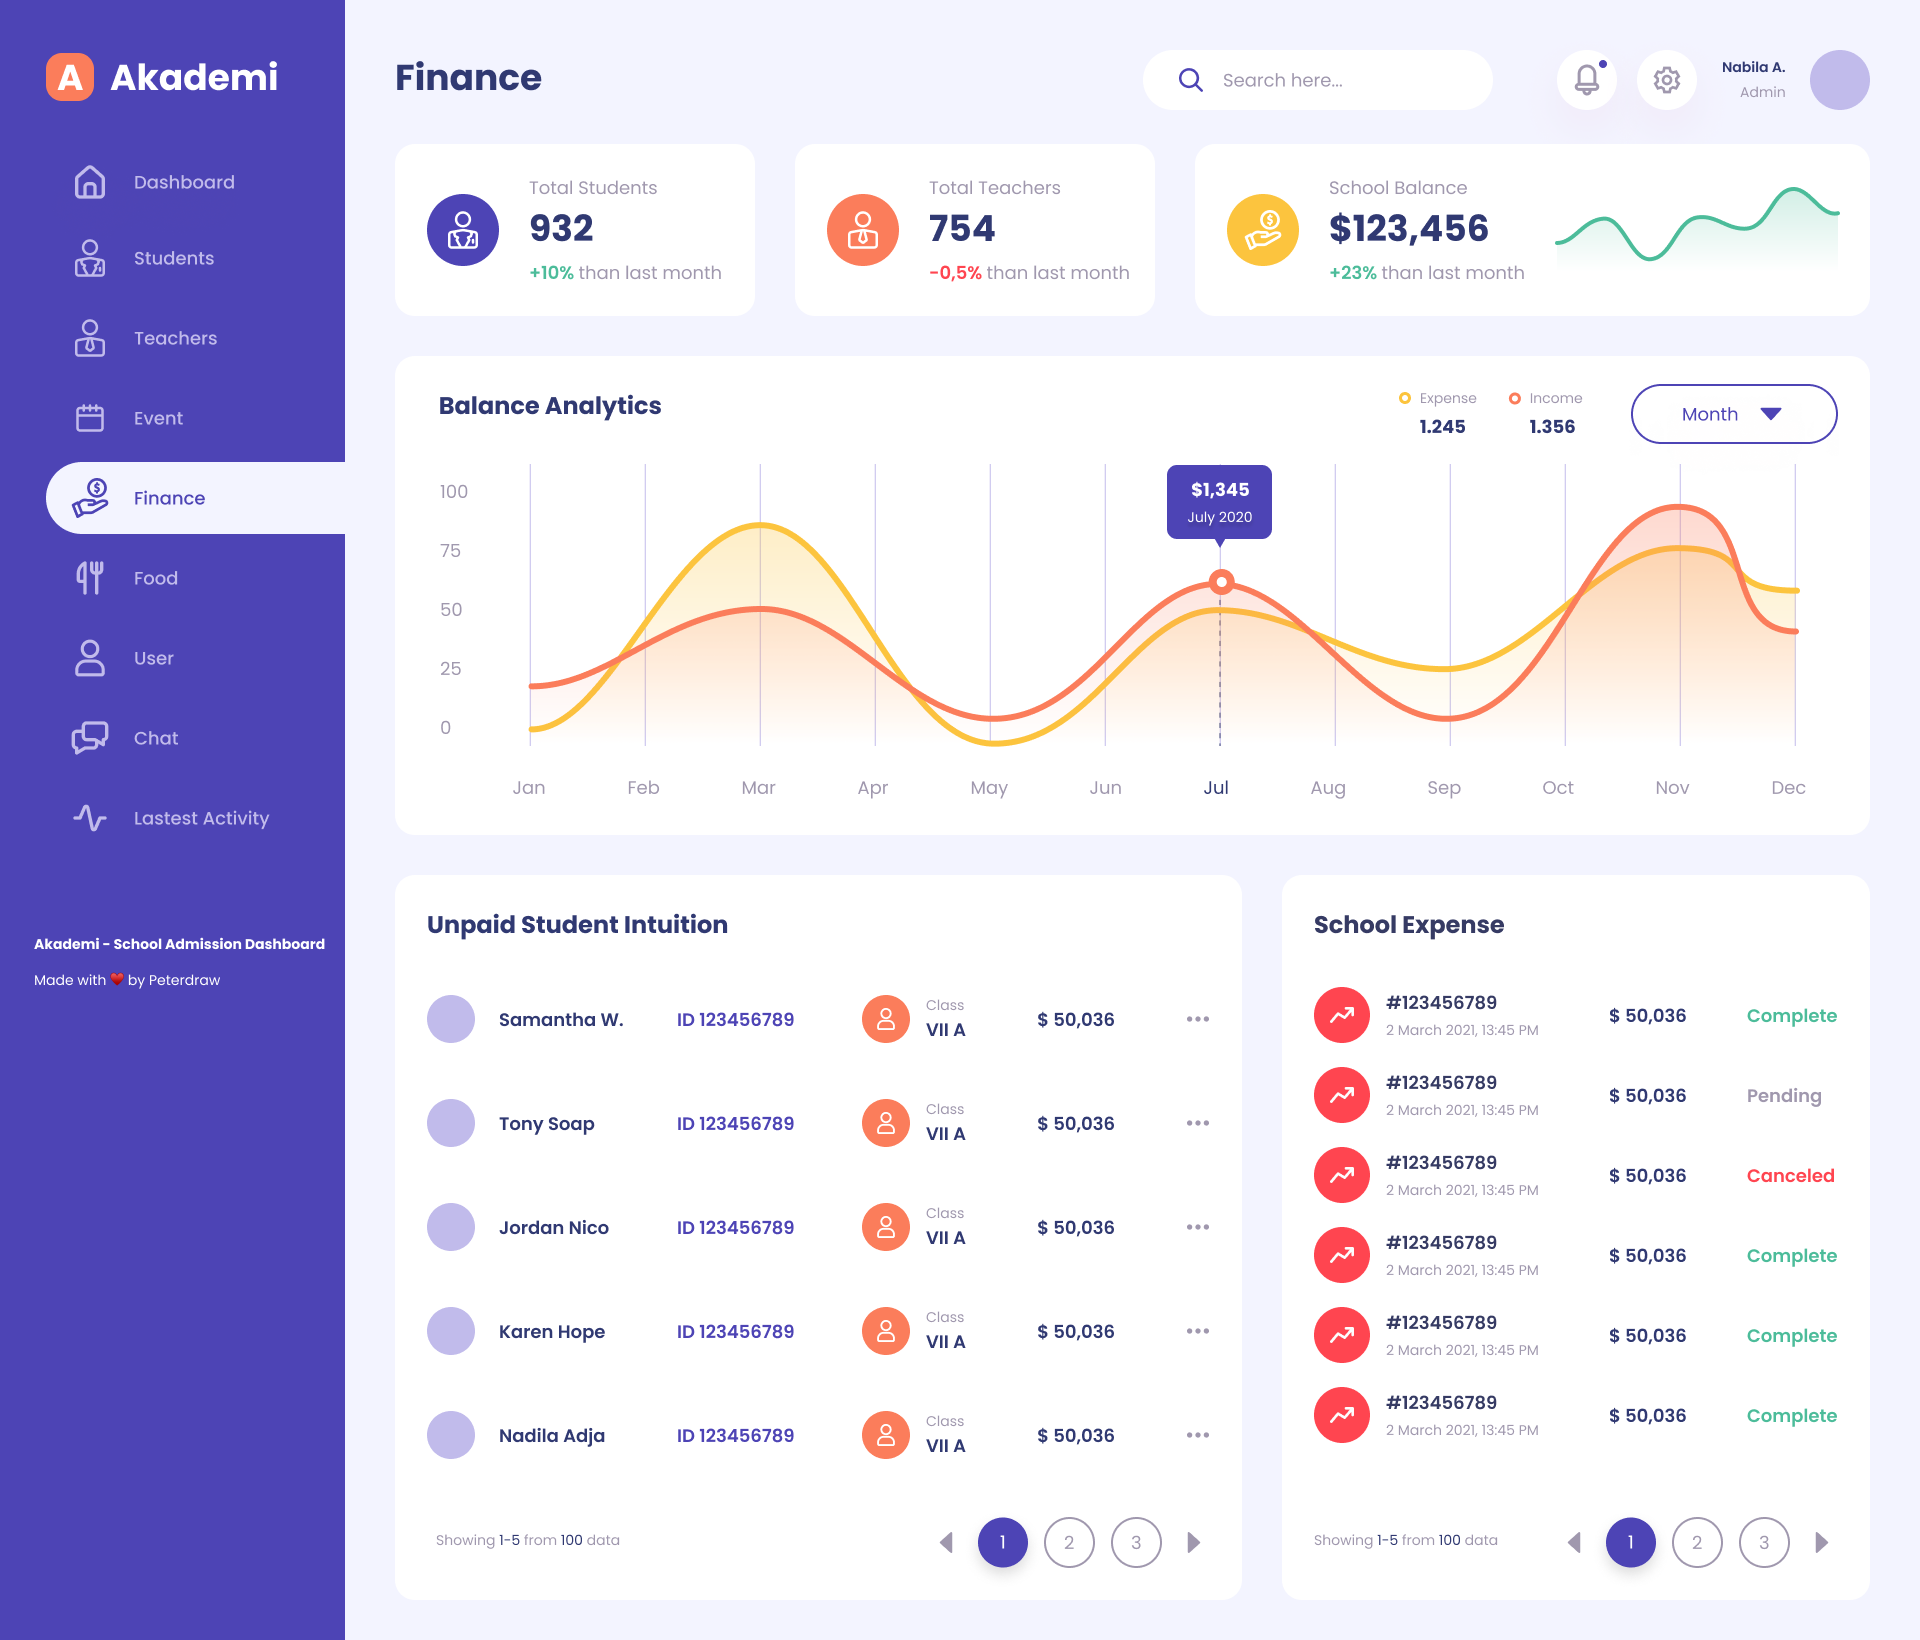 A Akademi
Dashboard
Students
Teachers
Event
$
Finance
Food
User
Chat
Lastest Activity
Akademi - School Admission Dashboard
Made with ❤️ by Peterdraw
Finance
Search here...
Nabila A.
Admin
Total Students
932
+10% than last month
Total Teachers
754
-0,5% than last month
$
School Balance
$123,456
+23% than last month
Balance Analytics
Expense
1.245
Income
1.356
Month
100
75
50
25
0
$1,345
July 2020
Jan Feb Mar Apr May Jun Jul Aug Sep Oct Nov Dec
Unpaid Student Intuition
Samantha W. ID 123456789 Class VII A $ 50,036
Tony Soap ID 123456789 Class VII A $ 50,036
Jordan Nico ID 123456789 Class VII A $ 50,036
Karen Hope ID 123456789 Class VII A $ 50,036
Nadila Adja ID 123456789 Class VII A $ 50,036
Showing 1-5 from 100 data
1 2 3
School Expense
#123456789 $ 50,036 Complete
2 March 2021, 13:45 PM
#123456789 $ 50,036 Pending
2 March 2021, 13:45 PM
#123456789 $ 50,036 Canceled
2 March 2021, 13:45 PM
#123456789 $ 50,036 Complete
2 March 2021, 13:45 PM
#123456789 $ 50,036 Complete
2 March 2021, 13:45 PM
#123456789 $ 50,036 Complete
2 March 2021, 13:45 PM
Showing 1-5 from 100 data
1 2 3